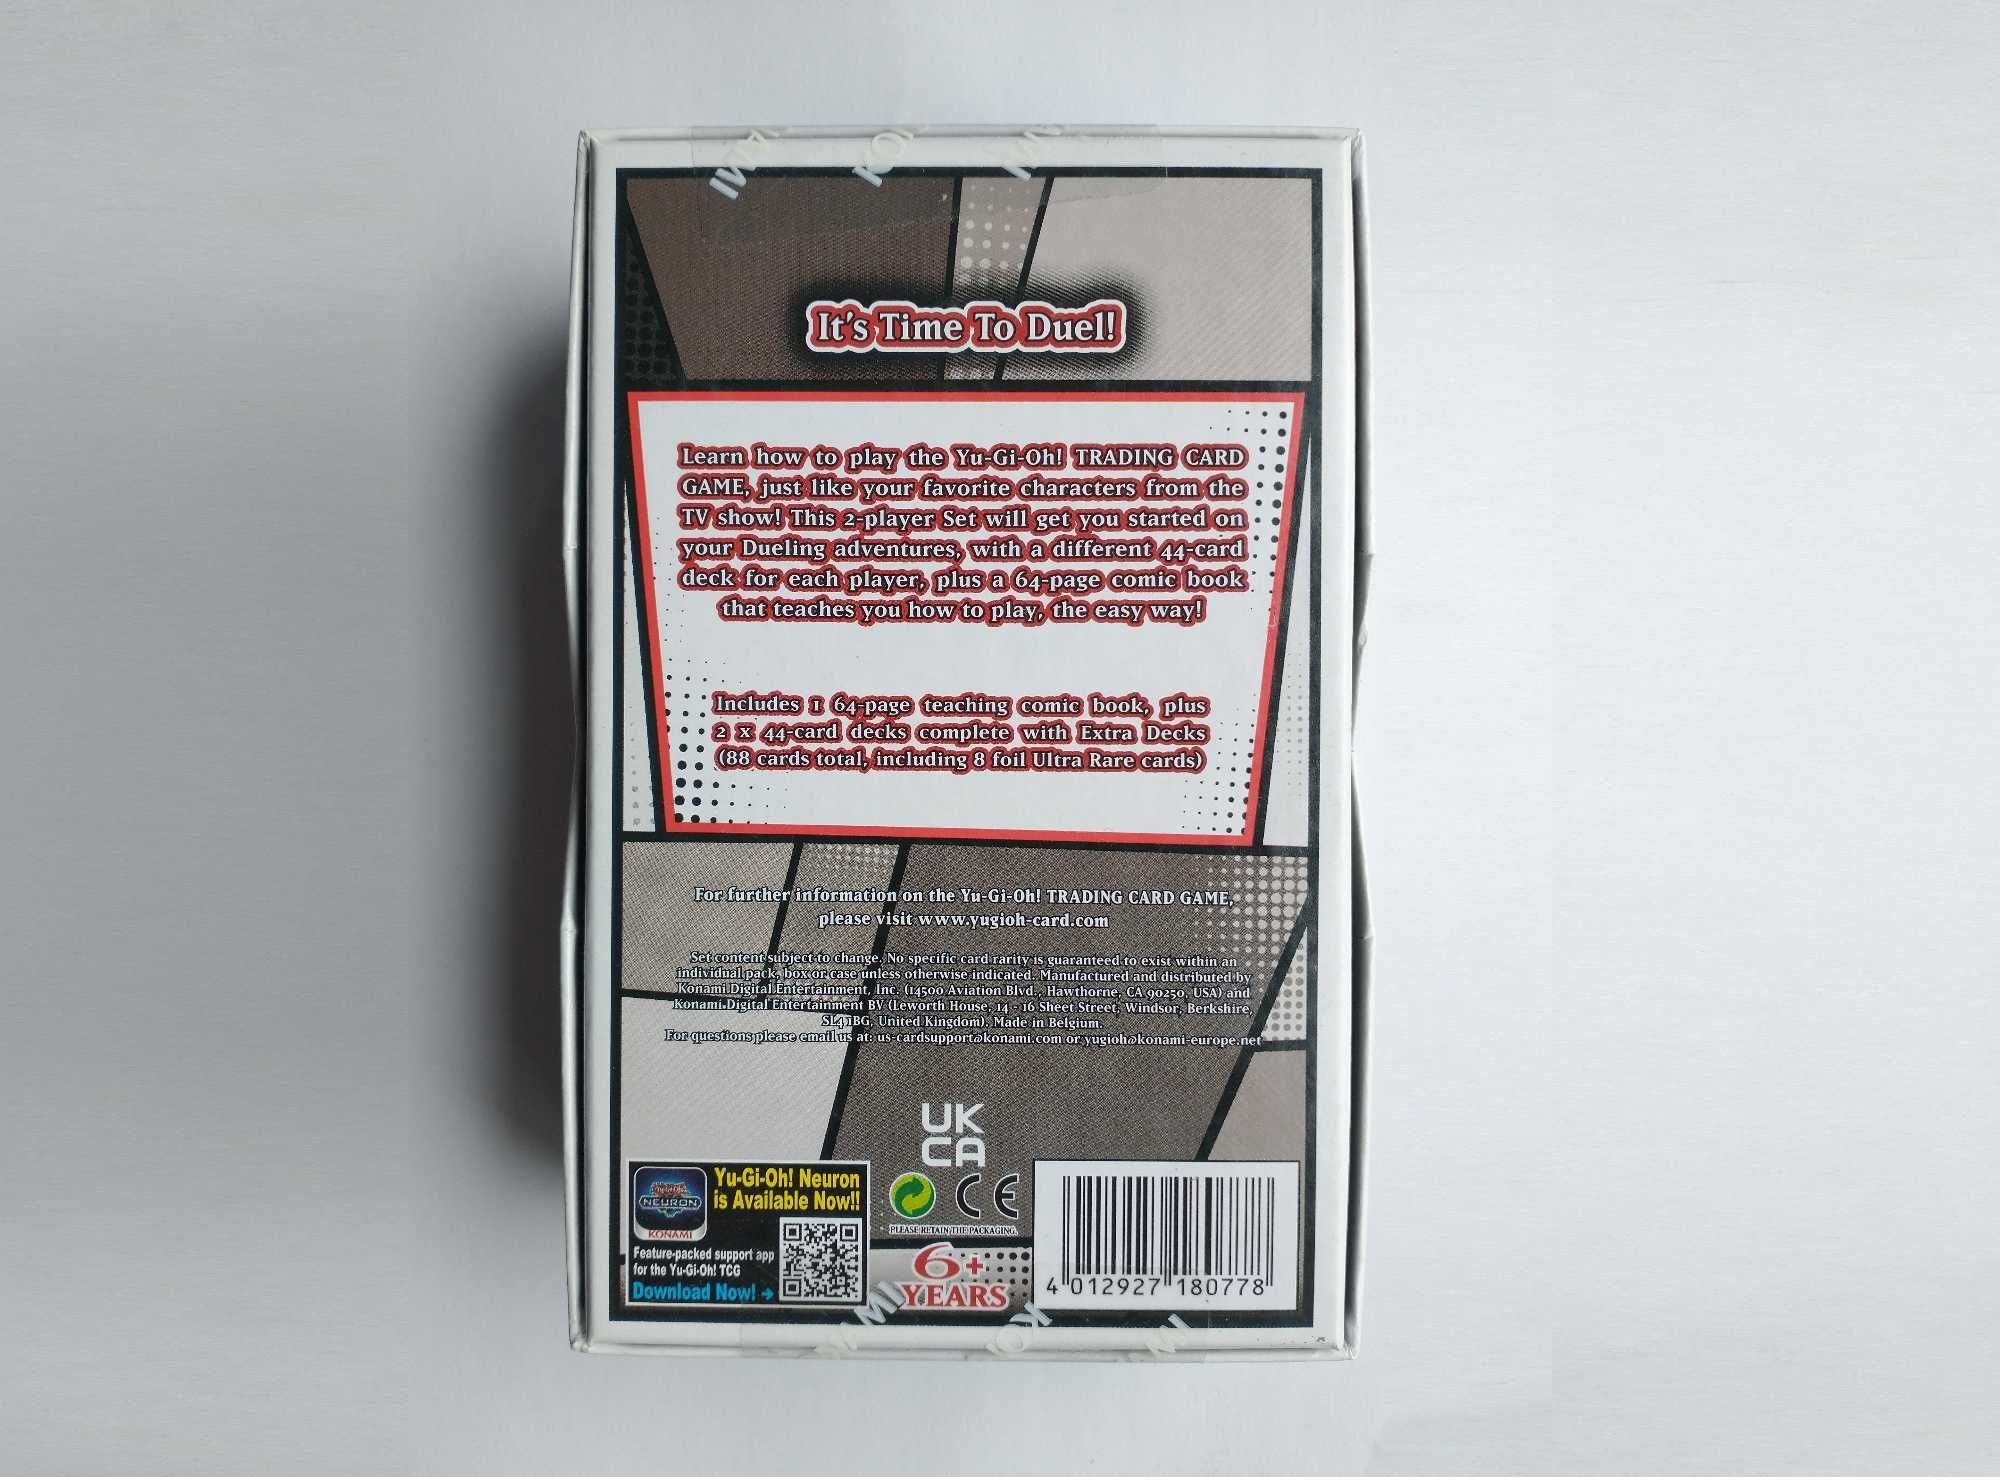 It's Time To Duel!
Learn how to play the Yu-Gi-Oh! TRADING CARD
GAME, just like your favorite characters from the
TV show! This 2-player Set will get you started on
your Dueling adventures, with a different 44-card
deck for each player, plus a 64-page comic book
that teaches you how to play, the easy way!
Includes 1 64-page teaching comic book, plus
2 x 44-card decks complete with Extra Decks
(88 cards total, including 8 foil Ultra Rare cards)
For further information on the Yu-Gi-Oh! TRADING CARD GAME,
please visit www.yugioh-card.com
Set content subject to change. No specific card rarity is guaranteed to exist within an
individual pack, box or case unless otherwise indicated. Manufactured and distributed by
Konami Digital Entertainment, Inc. (14500 Aviation Blvd., Hawthorne, CA 90250, USA) and
Konami Digital Entertainment BV (Leworth House, 14 - 16 Sheet Street, Windsor, Berkshire,
SL4 1BG, United Kingdom). Made in Belgium.
For questions please email us at: us-cardsupport@konami.com or yugioh@konami-europe.net
UK
CA
CE
PLEASE RETAIN THE PACKAGING.
6+
YEARS
Yu-Gi-Oh! Neuron
is Available Now!!
NEURON
KONAMI
Feature-packed support app
for the Yu-Gi-Oh! TCG
Download Now! →
4 012927 180778